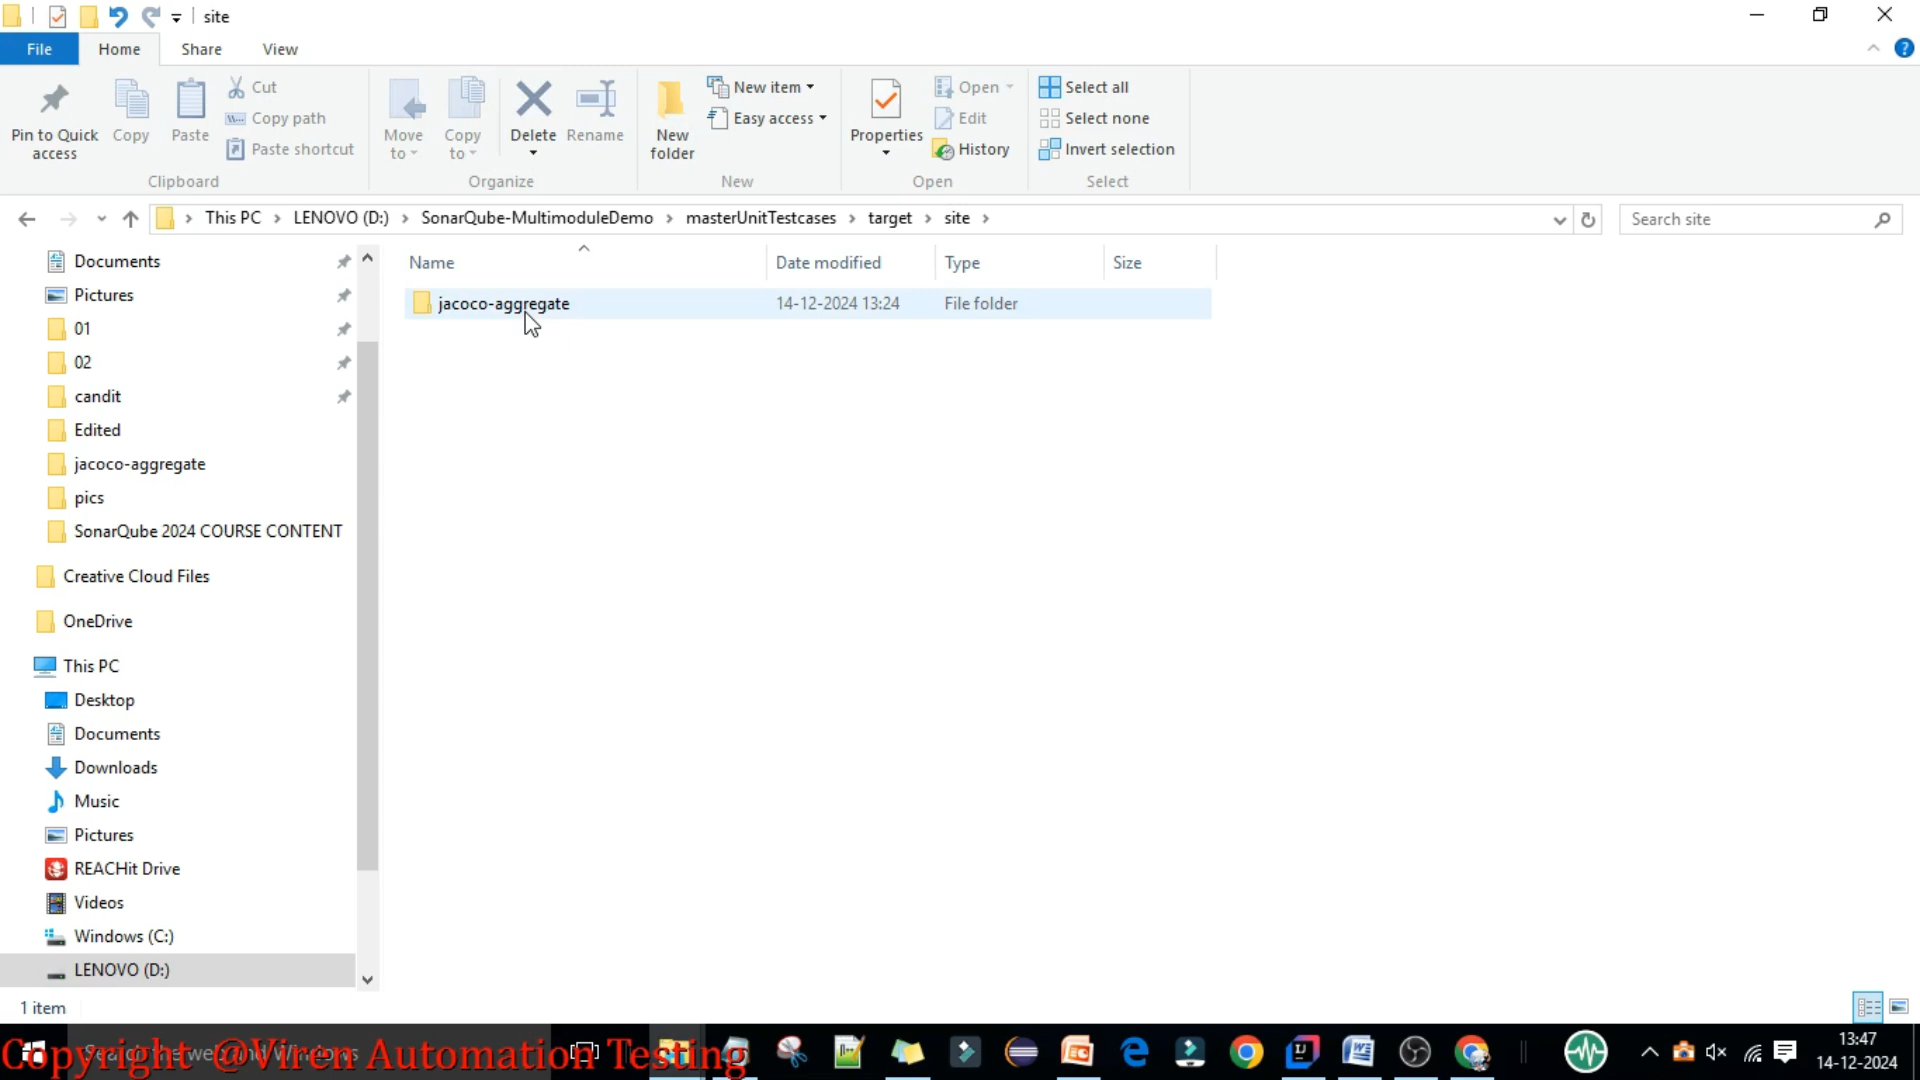 site
File Home Share View
Pin to Quick access
Copy
Paste
Cut
Copy path
Paste shortcut
Clipboard
Move to
Copy to
Delete
Rename
Organize
New folder
New item
Easy access
New
Properties
Open
Edit
History
Open
Select all
Select none
Invert selection
Select
This PC > LENOVO (D:) > SonarQube-MultimoduleDemo > masterUnitTestcases > target > site >
Search site
Documents
Pictures
01
02
candit
Edited
jacoco-aggregate
pics
SonarQube 2024 COURSE CONTENT
Creative Cloud Files
OneDrive
This PC
Desktop
Documents
Downloads
Music
Pictures
REACHit Drive
Videos
Windows (C:)
LENOVO (D:)
Name Date modified Type Size
jacoco-aggregate 14-12-2024 13:24 File folder
1 item
Search the web and Windows
Copyright @Viren Automation Testing
13:47
14-12-2024